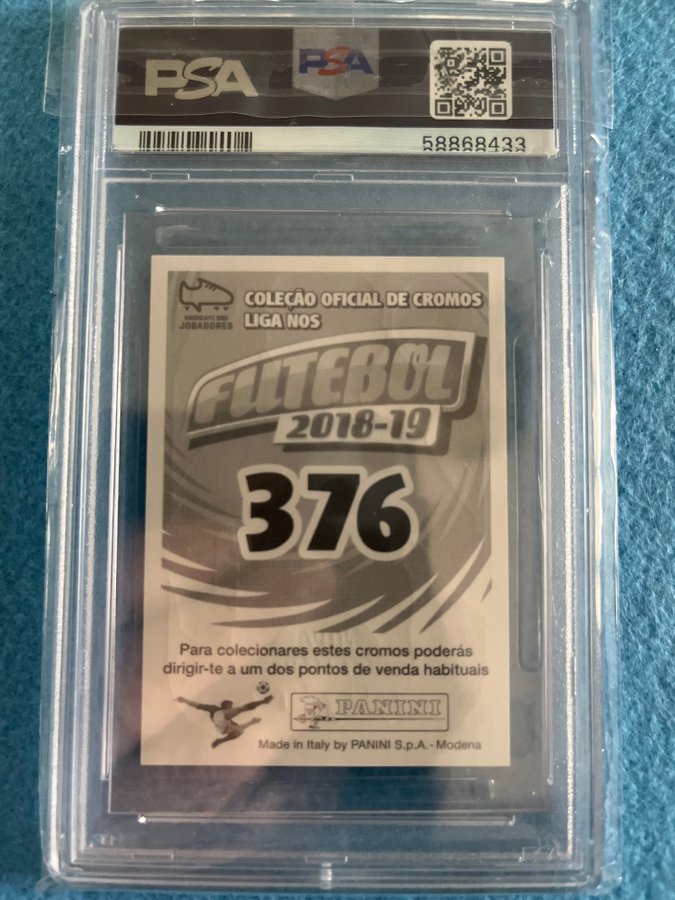 PSA
PSA
58868433
SINDICATO DOS
JOGADORES
COLEÇÃO OFICIAL DE CROMOS
LIGA NOS
FUTEBOL
2018-19
376
Para colecionares estes cromos poderás
dirigir-te a um dos pontos de venda habituais
PANINI
Made in Italy by PANINI S.p.A. - Modena